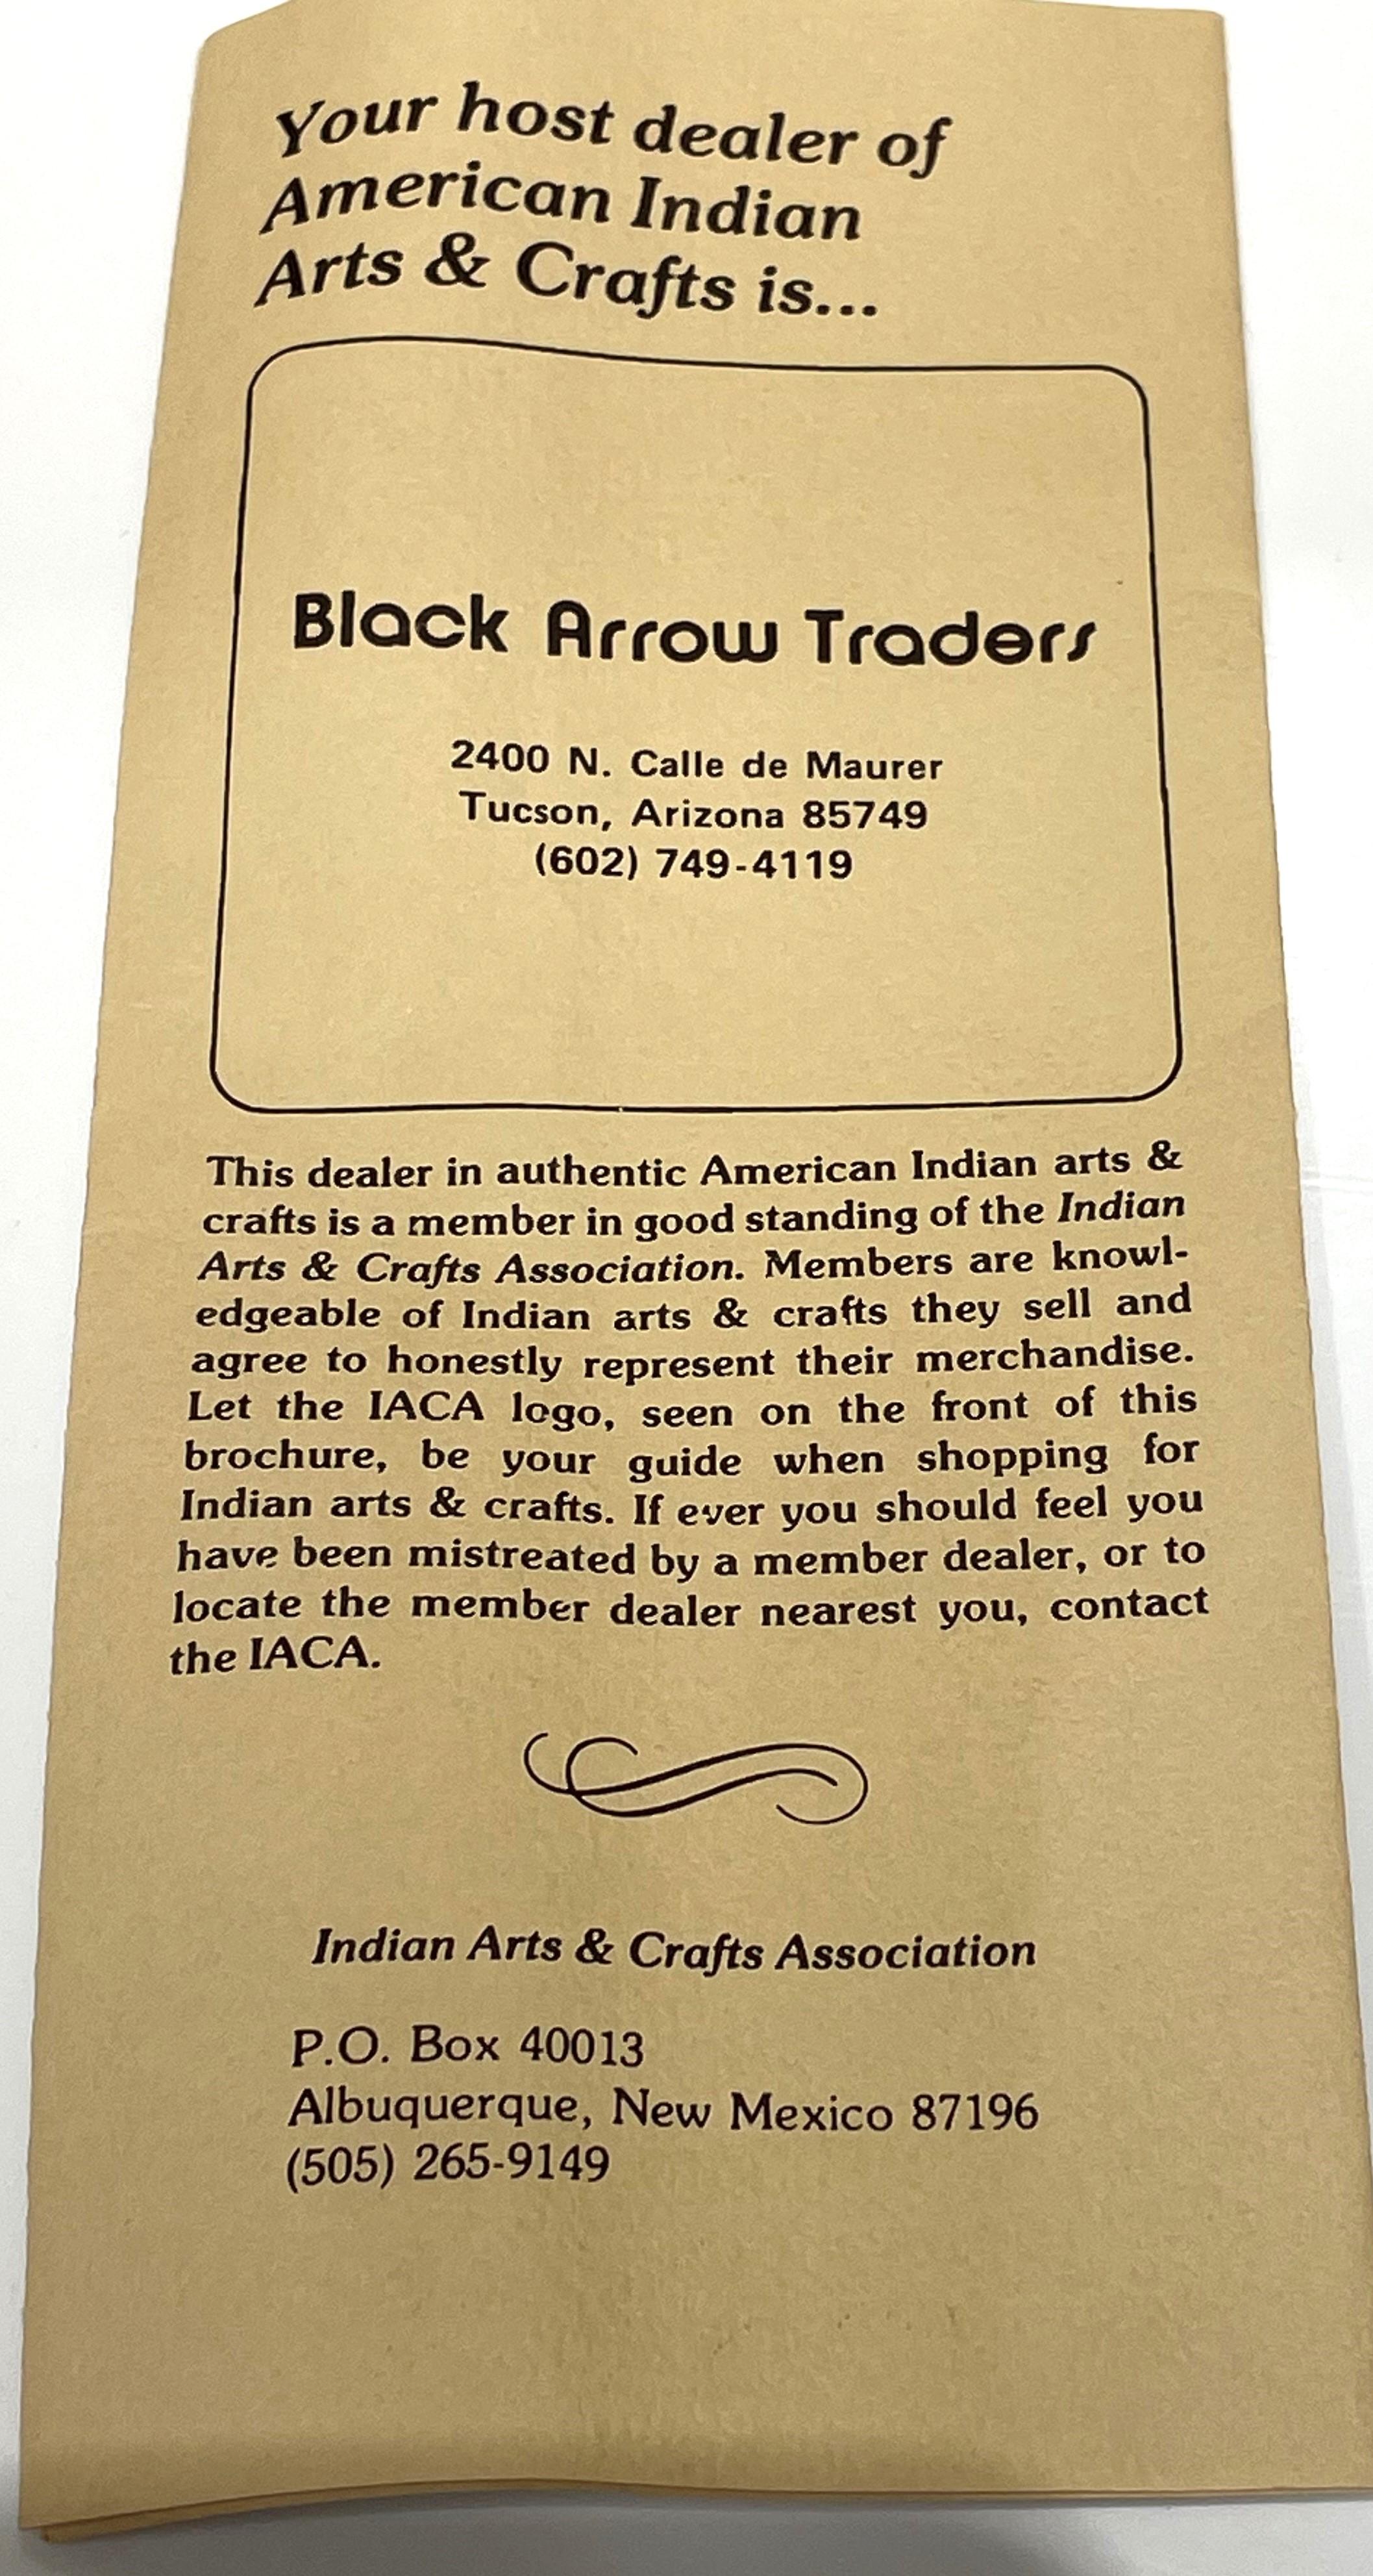 Your host dealer of
American Indian
Arts & Crafts is...
Black Arrow Traders
2400 N. Calle de Maurer
Tucson, Arizona 85749
(602) 749-4119
This dealer in authentic American Indian arts &
crafts is a member in good standing of the Indian
Arts & Crafts Association. Members are knowl-
edgeable of Indian arts & crafts they sell and
agree to honestly represent their merchandise.
Let the IACA logo, seen on the front of this
brochure, be your guide when shopping for
Indian arts & crafts. If ever you should feel you
have been mistreated by a member dealer, or to
locate the member dealer nearest you, contact
the IACA.
Indian Arts & Crafts Association
P.O. Box 40013
Albuquerque, New Mexico 87196
(505) 265-9149